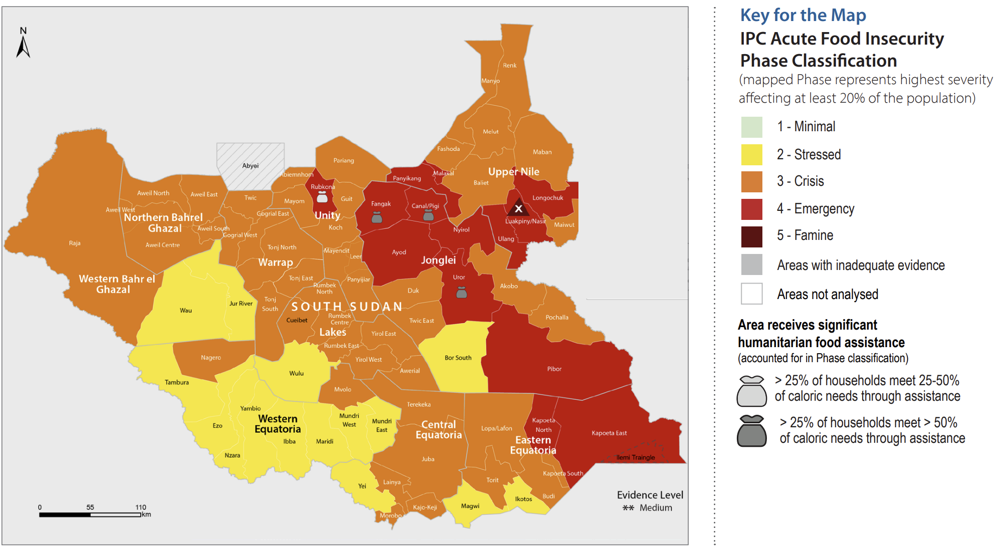 N
Renk
Manyo
Melut
Fashoda
Maban
Pariang
Abyei
Upper Nile
Abiemnhom
Malakal
Panyikang
Baliet
Rubkona
Aweil North
Aweil East
Twic
Mayom
Guit
Longochuk
Fangak
Canal/Pigi
X
Aweil West
Northern Bahrel
Ghazal
Gogrial East
Unity
Luakpiny/Nasir
Maiwut
Aweil South
Gogrial West
Koch
Nyirol
Ulang
Raja
Aweil Centre
Tonj North
Mayendit
Leer
Ayod
Jonglei
Warrap
Western Bahr el
Ghazal
Tonj East
Panyijiar
Uror
Akobo
Rumbek
North
Duk
Tonj
South
Jur River
Wau
SOUTH SUDAN
Cueibet
Rumbek
Centre
Twic East
Pochalla
Lakes
Yirol East
Rumbek East
Nagero
Yirol West
Bor South
Pibor
Wulu
Awerial
Tambura
Mvolo
Terekeka
Yambio
Western
Equatoria
Mundri
West
Mundri
East
Central
Equatoria
Lopa/Lafon
Kapoeta
North
Kapoeta East
Ezo
Ibba
Maridi
Eastern
Equatoria
Nzara
Juba
Ilemi Traingle
Kapoeta South
Yei
Lainya
Torit
Budi
Ikotos
Magwi
Kajo-Keji
Morobo
0 55 110
km
Evidence Level
** Medium
Key for the Map
IPC Acute Food Insecurity
Phase Classification
(mapped Phase represents highest severity
affecting at least 20% of the population)
1 - Minimal
2 - Stressed
3 - Crisis
4 - Emergency
5 - Famine
Areas with inadequate evidence
Areas not analysed
Area receives significant
humanitarian food assistance
(accounted for in Phase classification)
> 25% of households meet 25-50%
of caloric needs through assistance
> 25% of households meet > 50%
of caloric needs through assistance